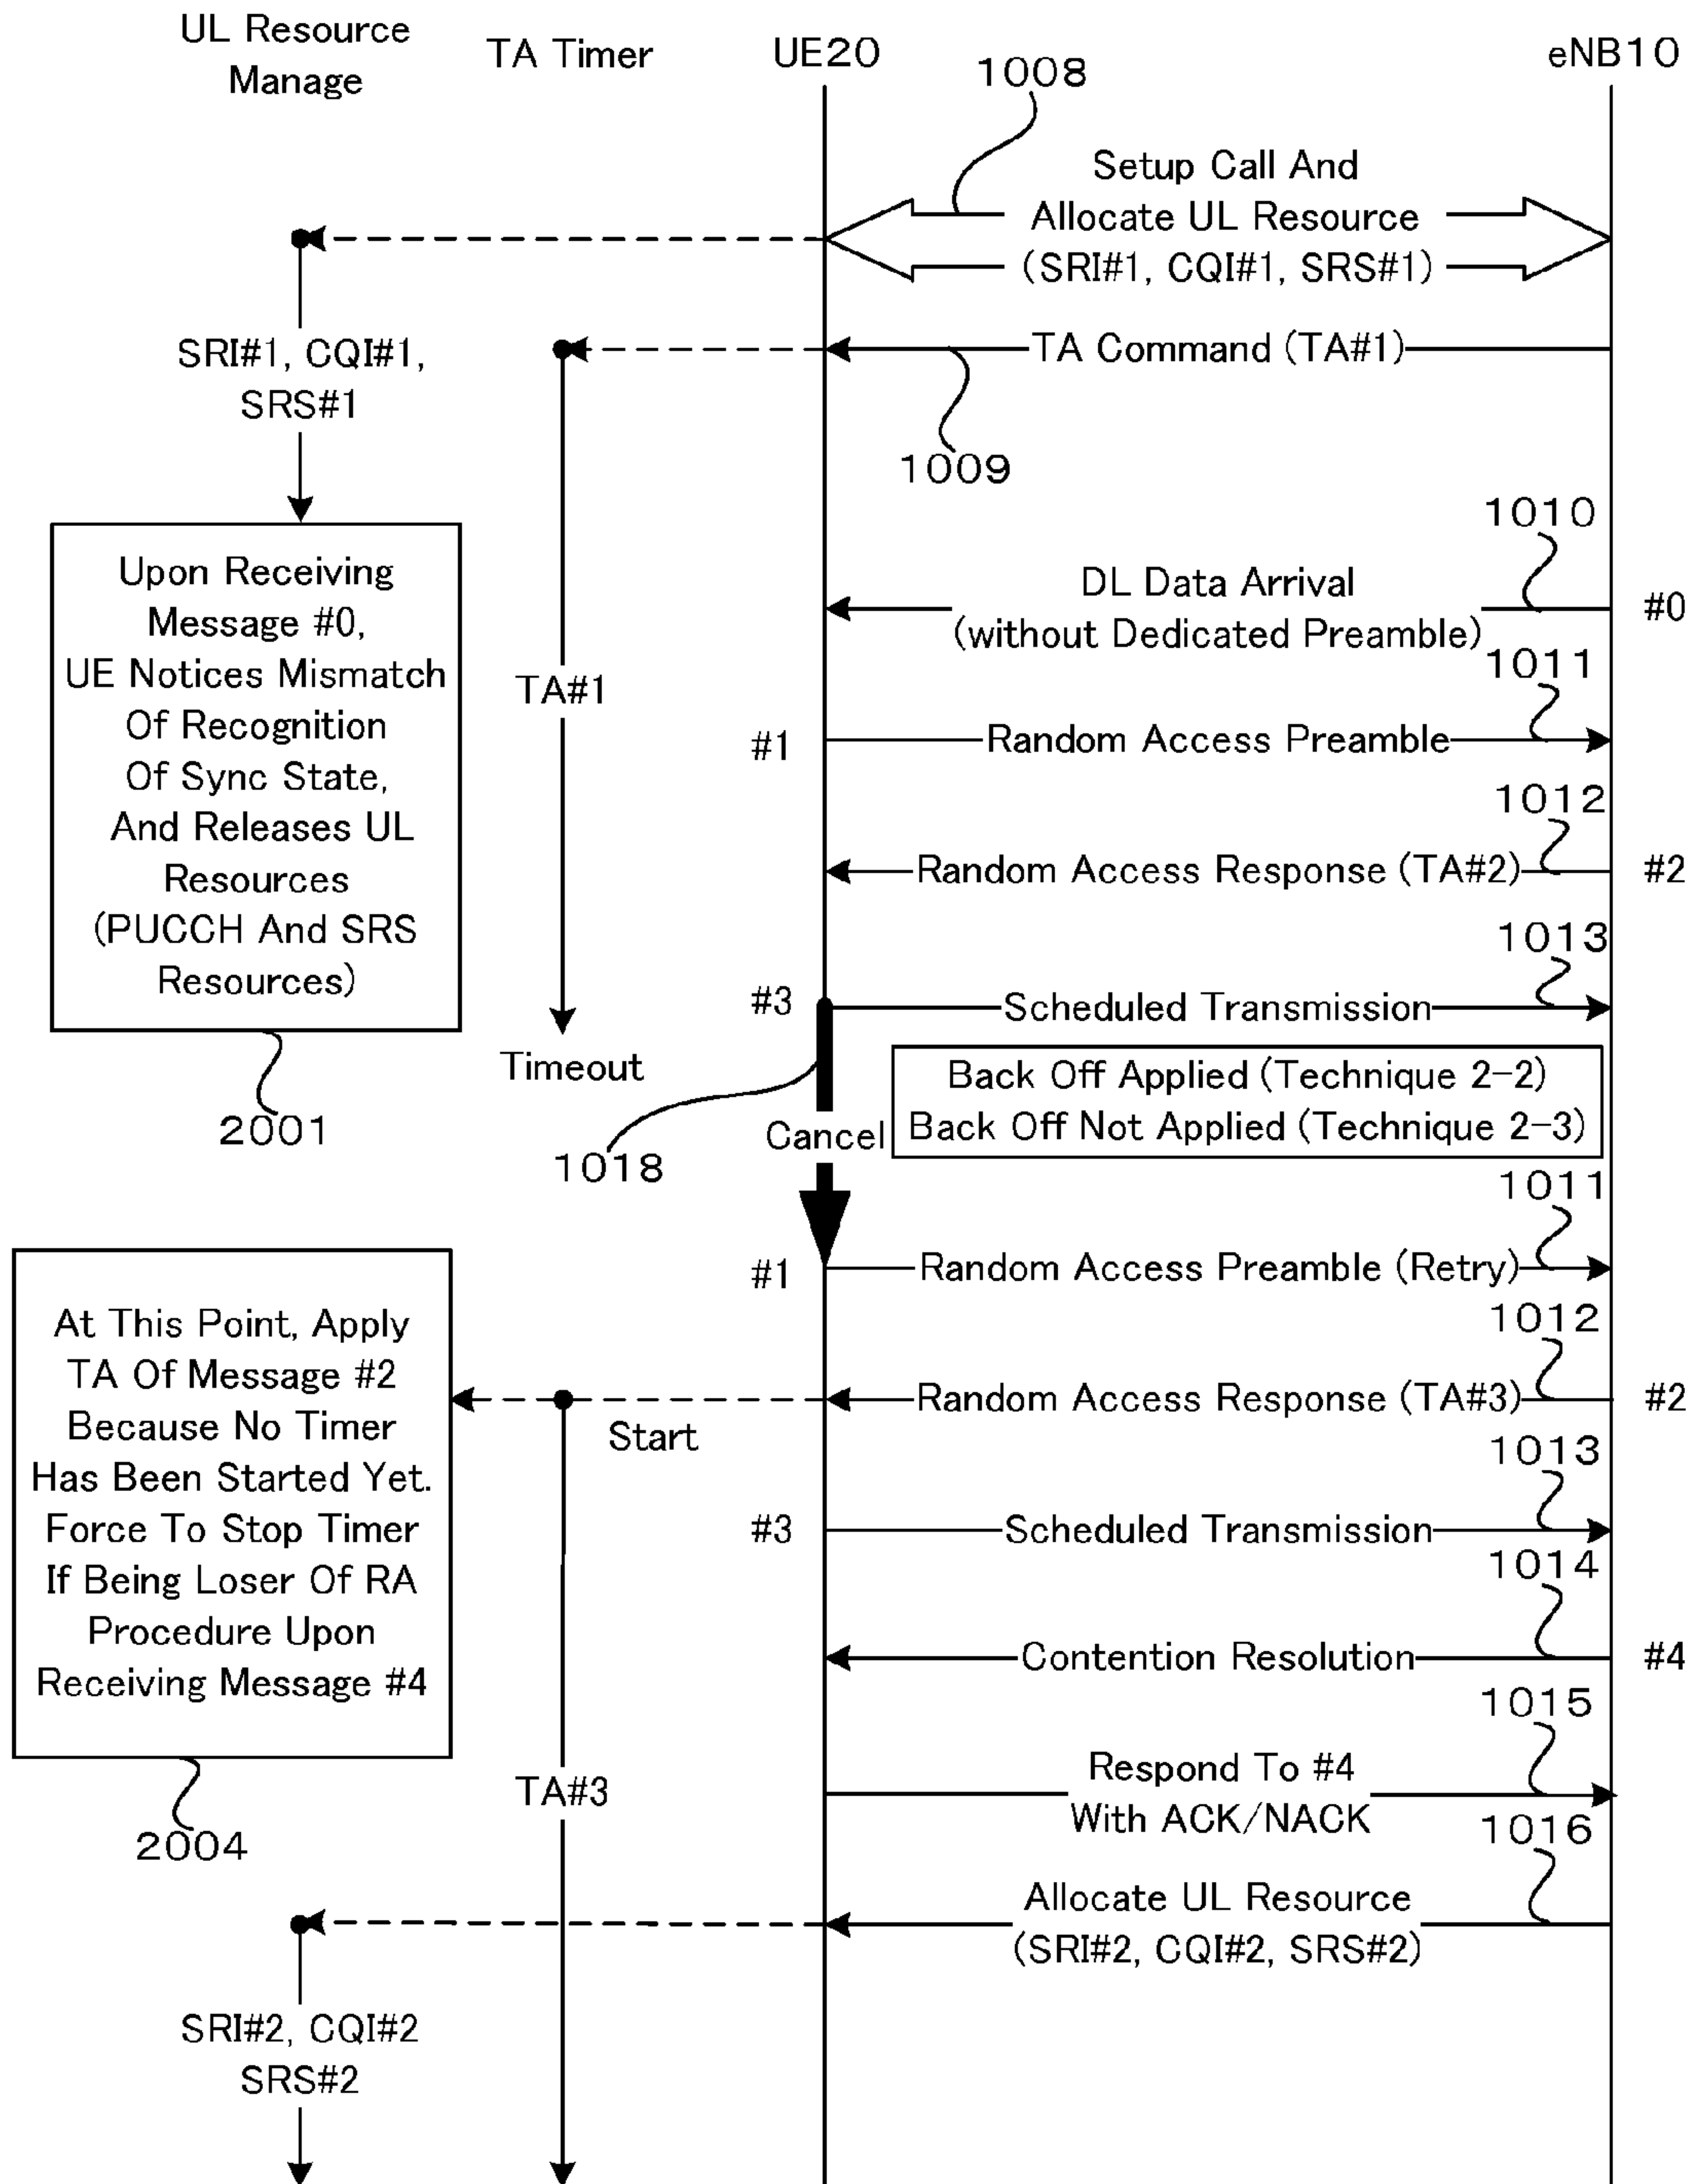 UL Resource
Manage
TA Timer
UE20
eNB10
1008
Setup Call And
Allocate UL Resource
(SRI#1, CQI#1, SRS#1)
SRI#1, CQI#1,
SRS#1
TA Command (TA#1)
1009
1010
DL Data Arrival
(without Dedicated Preamble)
#0
Upon Receiving
Message #0,
UE Notices Mismatch
Of Recognition
Of Sync State,
And Releases UL
Resources
(PUCCH And SRS
Resources)
2001
TA#1
1011
#1
Random Access Preamble
1012
Random Access Response (TA#2)
#2
1013
#3
Scheduled Transmission
Timeout
1018
Cancel
Back Off Applied (Technique 2-2)
Back Off Not Applied (Technique 2-3)
1011
#1
Random Access Preamble (Retry)
1012
Random Access Response (TA#3)
#2
Start
At This Point, Apply
TA Of Message #2
Because No Timer
Has Been Started Yet.
Force To Stop Timer
If Being Loser Of RA
Procedure Upon
Receiving Message #4
2004
1013
#3
Scheduled Transmission
1014
Contention Resolution
#4
1015
TA#3
Respond To #4
With ACK/NACK
1016
Allocate UL Resource
(SRI#2, CQI#2, SRS#2)
SRI#2, CQI#2
SRS#2